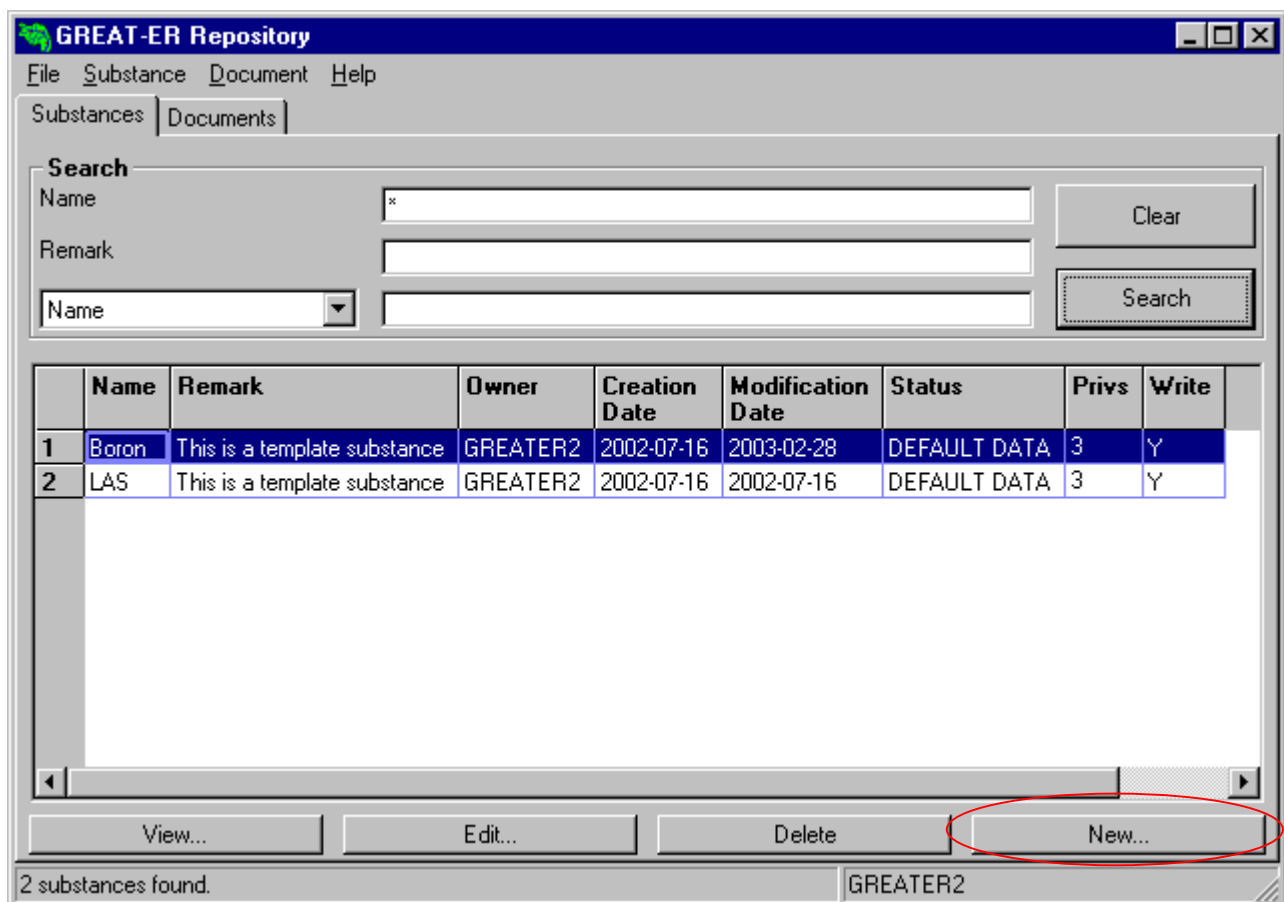 GREAT-ER Repository
File Substance Document Help
Substances Documents
Search
Name *
Clear
Remark
Name
Search
Name Remark Owner Creation Date Modification Date Status Privs Write
1 Boron This is a template substance GREATER2 2002-07-16 2003-02-28 DEFAULT DATA 3 Y
2 LAS This is a template substance GREATER2 2002-07-16 2002-07-16 DEFAULT DATA 3 Y
View... Edit... Delete New...
2 substances found. GREATER2